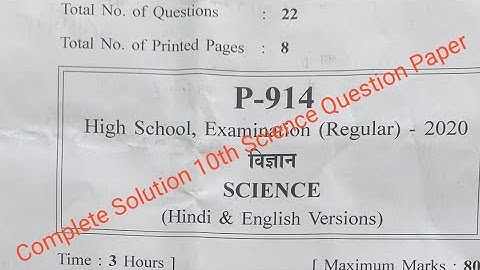 Total No. of Questions : 22
Total No. of Printed Pages : 8
P-914
High School, Examination (Regular) - 2020
विज्ञान
SCIENCE
(Hindi & English Versions)
Time : 3 Hours ]
[ Maximum Marks : 80
Complete Solution 10th Science Question Paper